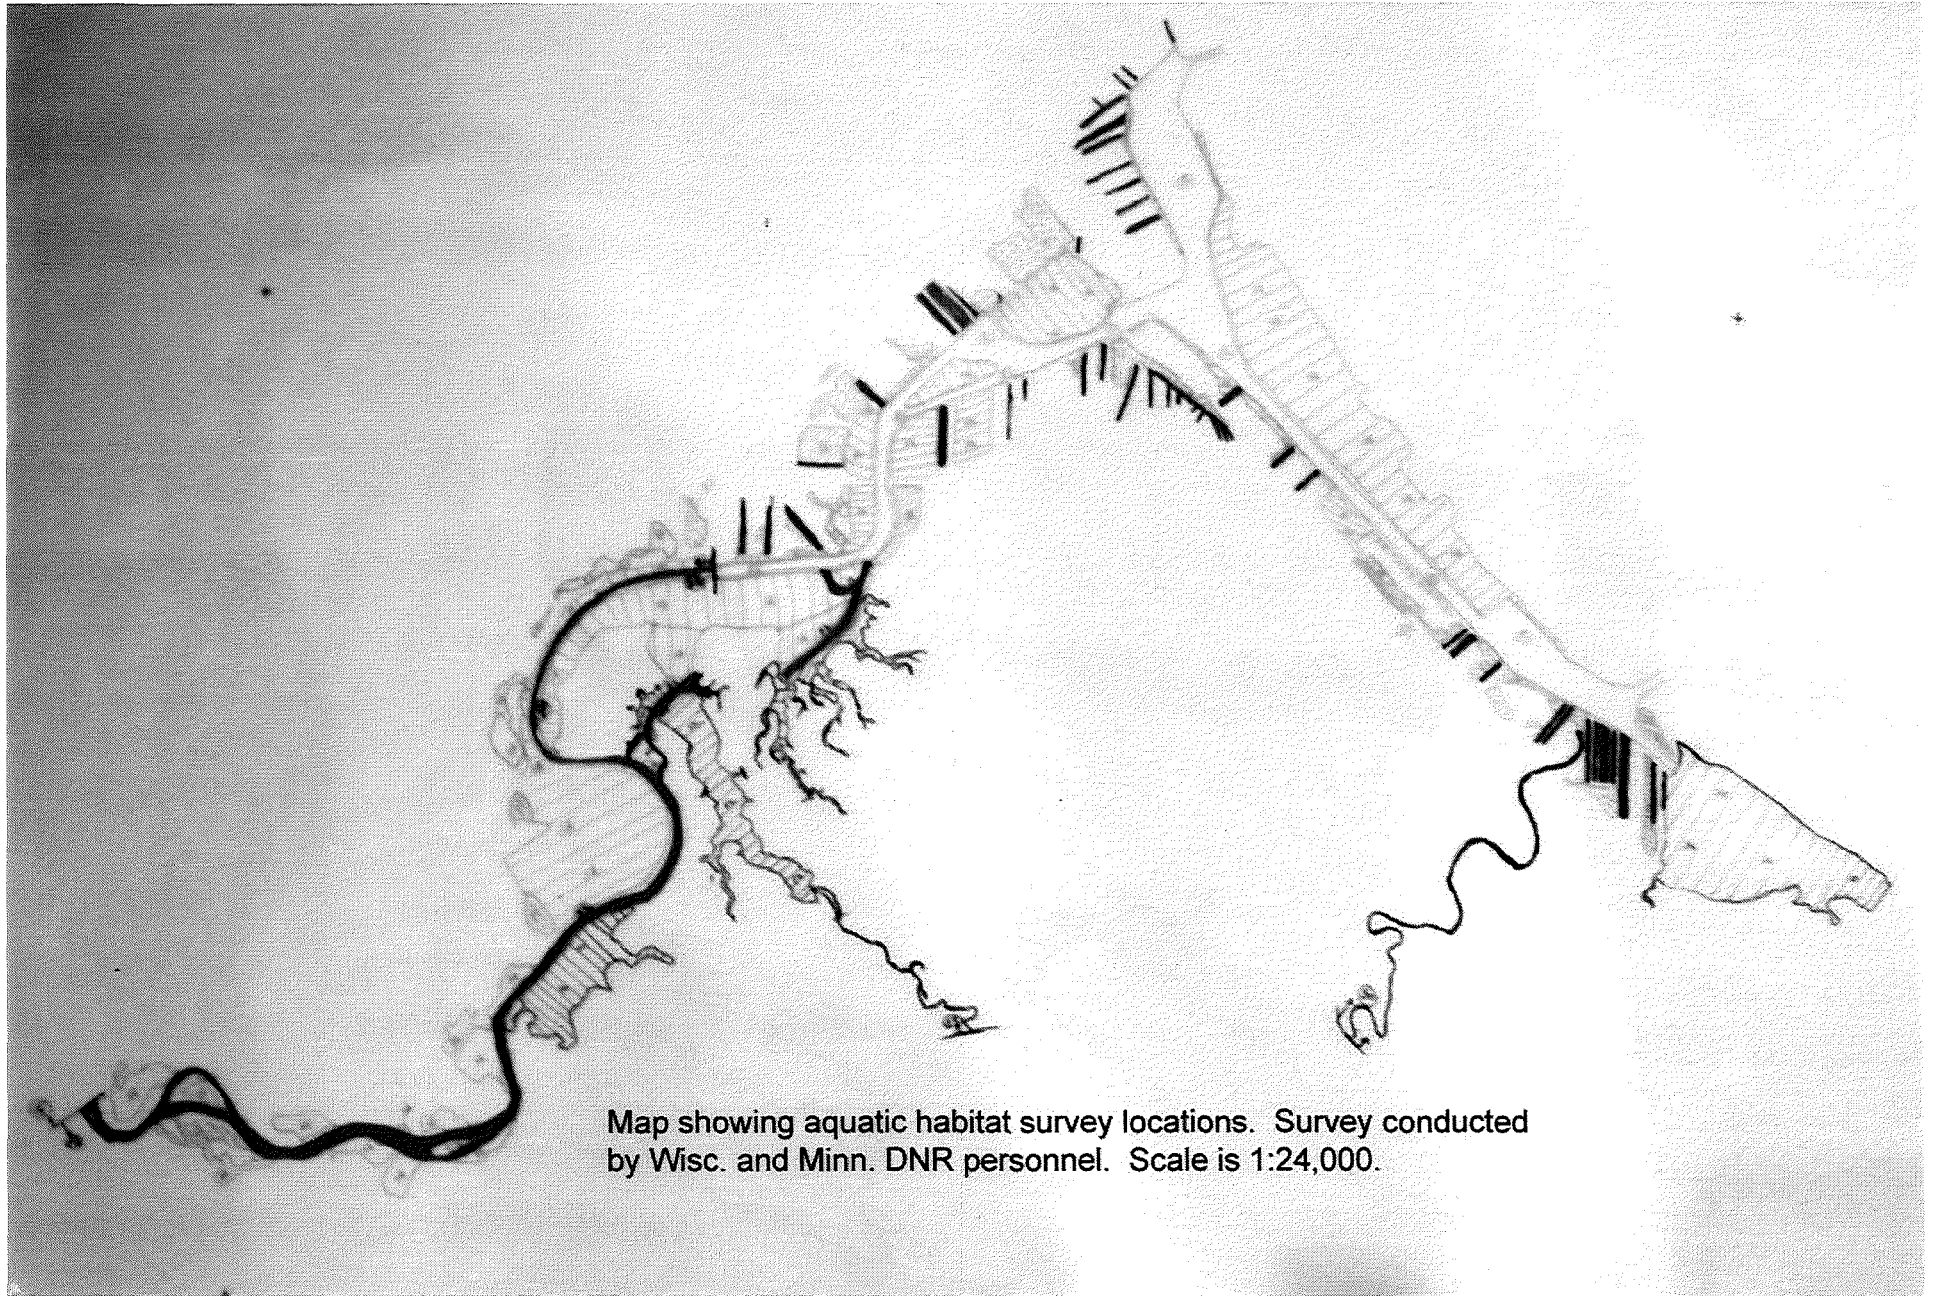 Map showing aquatic habitat survey locations.  Survey conducted
by Wisc. and Minn. DNR personnel.  Scale is 1:24,000.